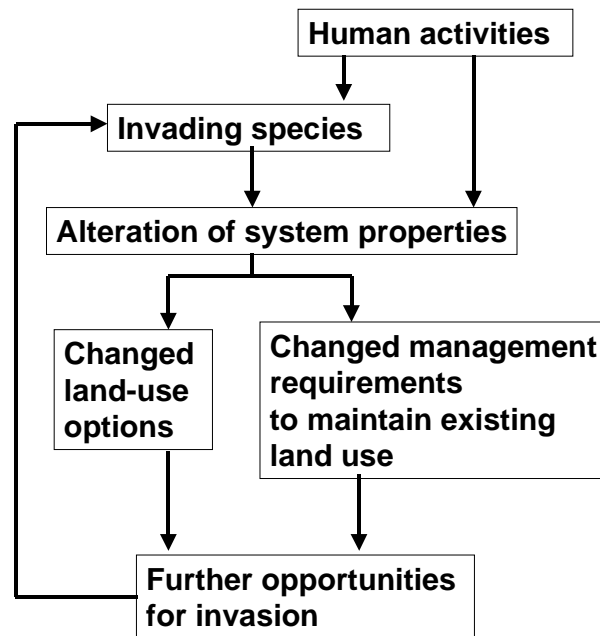 Human activities
Invading species
Alteration of system properties
Changed
land-use
options
Changed management
requirements
to maintain existing
land use
Further opportunities
for invasion